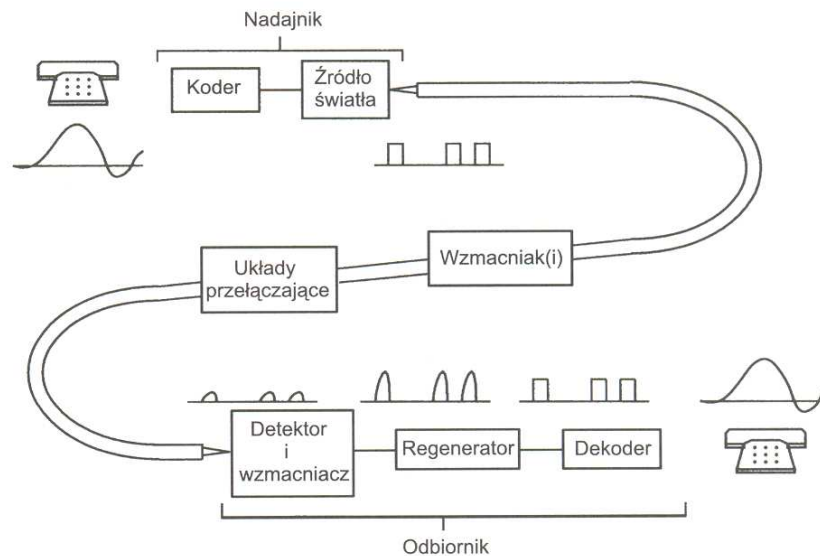 Nadajnik
Koder
Źródło
światła
Wzmacniak(i)
Układy
przełączające
Detektor
i
wzmacniacz
Regenerator
Dekoder
Odbiornik